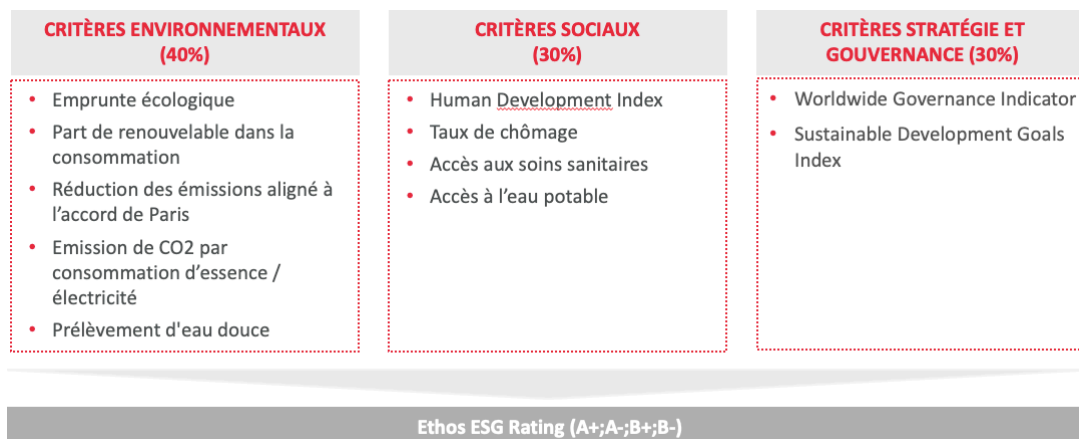 CRITÈRES ENVIRONNEMENTAUX
(40%)
• Emprunte écologique
• Part de renouvelable dans la
consommation
• Réduction des émissions aligné à
l’accord de Paris
• Emission de CO2 par
consommation d’essence /
électricité
• Prélèvement d'eau douce
CRITÈRES SOCIAUX
(30%)
• Human Development Index
• Taux de chômage
• Accès aux soins sanitaires
• Accès à l’eau potable
CRITÈRES STRATÉGIE ET
GOUVERNANCE (30%)
• Worldwide Governance Indicator
• Sustainable Development Goals
Index
Ethos ESG Rating (A+;A-;B+;B-)